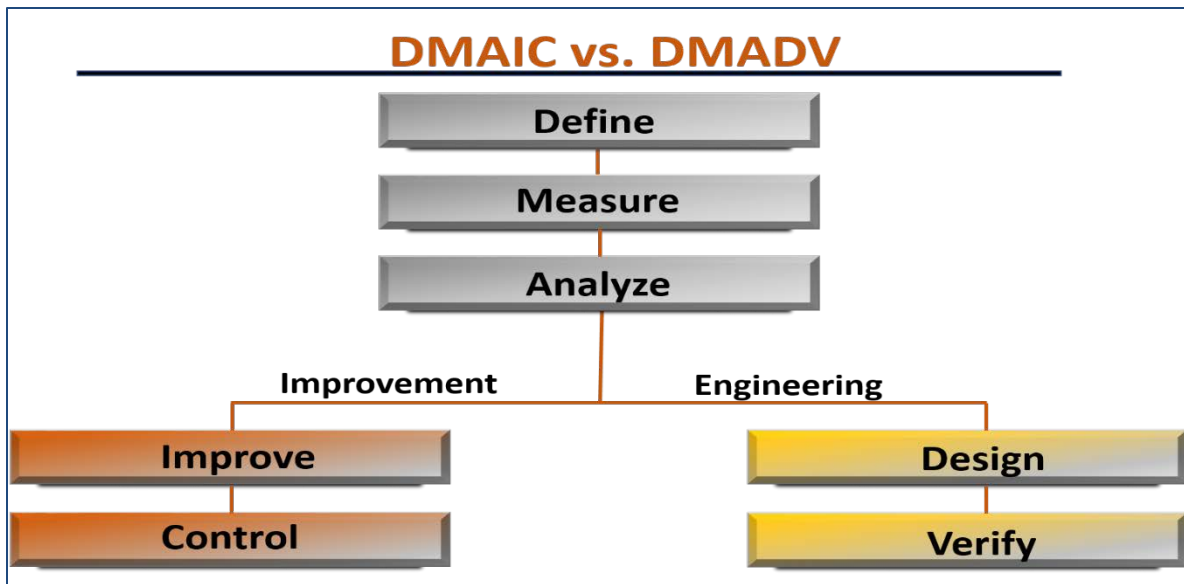 DMAIC vs. DMADV
Define
Measure
Analyze
Improvement
Engineering
Improve
Design
Control
Verify